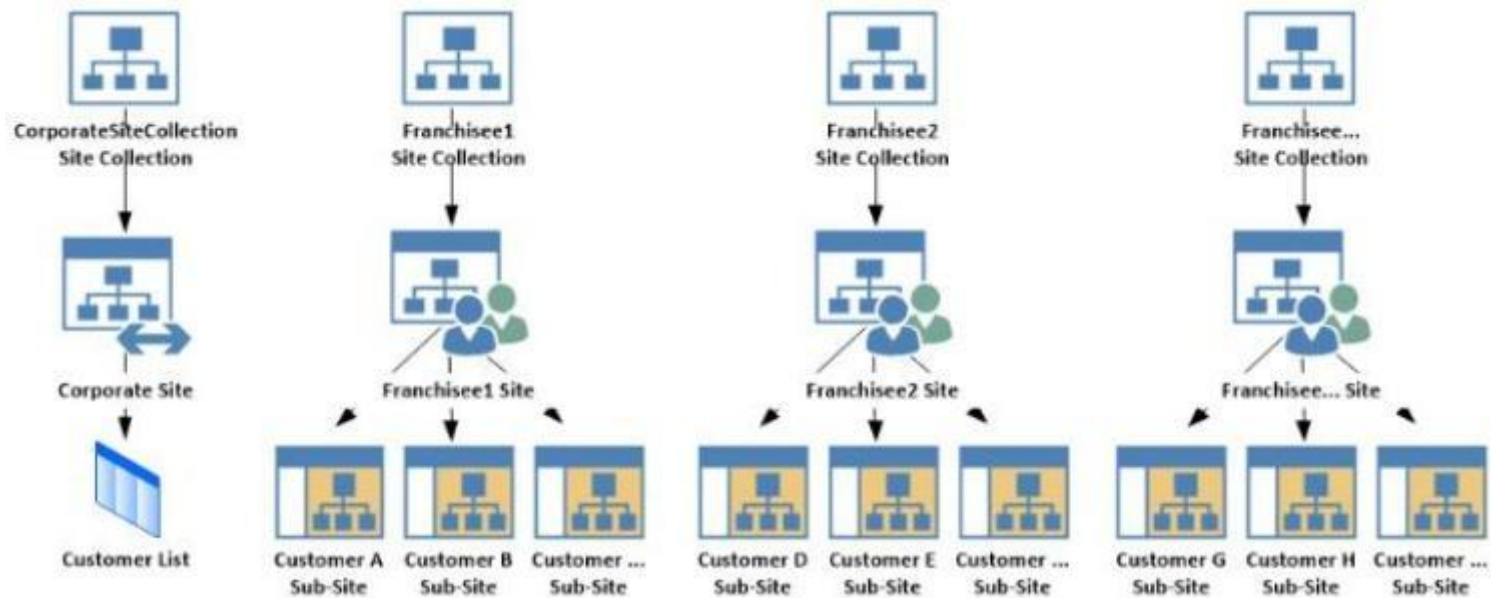 CorporateSiteCollection
Site Collection
Franchisee1
Site Collection
Franchisee2
Site Collection
Franchisee...
Site Collection
Corporate Site
Franchisee1 Site
Franchisee2 Site
Franchisee... Site
Customer List
Customer A
Sub-Site
Customer B
Sub-Site
Customer ...
Sub-Site
Customer D
Sub-Site
Customer E
Sub-Site
Customer ...
Sub-Site
Customer G
Sub-Site
Customer H
Sub-Site
Customer ...
Sub-Site